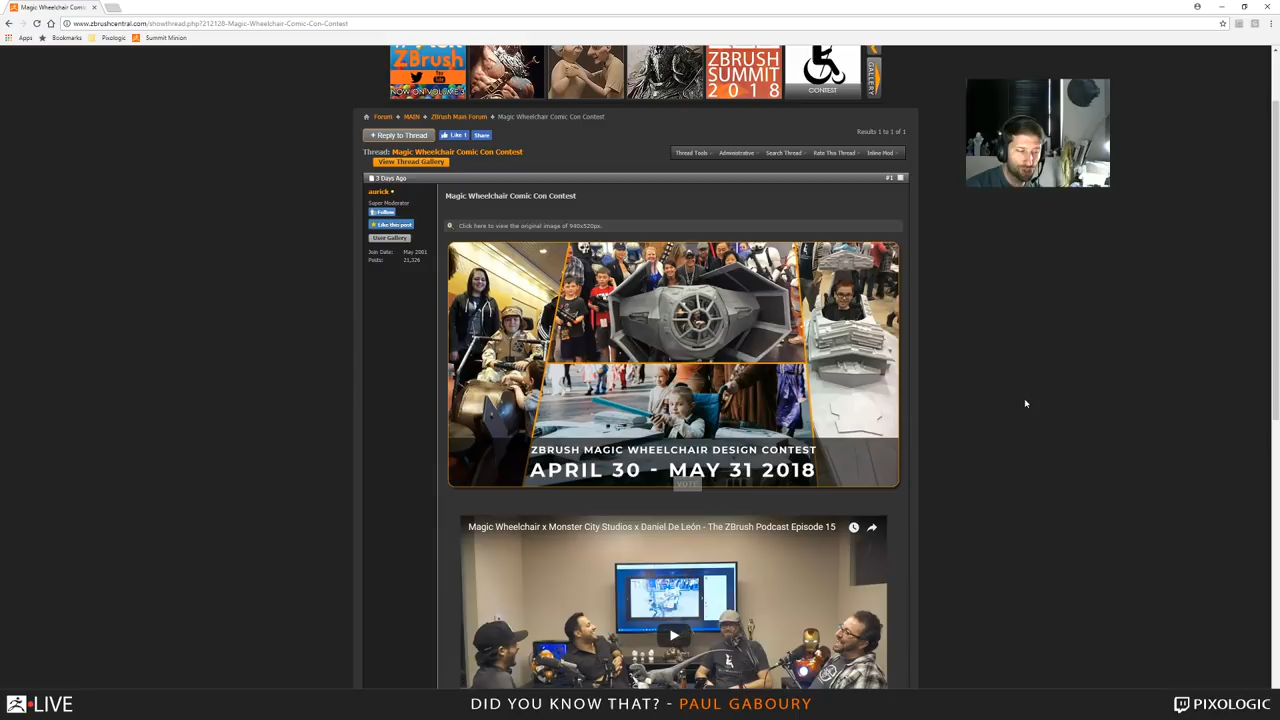 Magic Wheelchair Comic
www.zbrushcentral.com/showthread.php?212128-Magic-Wheelchair-Comic-Con-Contest
Apps Bookmarks Pixologic Summit Minion
ZBrush
NOW ON VOLUME 3
ZBRUSH
SUMMIT
2018
CONTEST
GALLERY
Forum MAIN ZBrush Main Forum Magic Wheelchair Comic Con Contest
Results 1 to 1 of 1
+ Reply to Thread Like 1 Share
Thread: Magic Wheelchair Comic Con Contest
View Thread Gallery
Thread Tools Administrative Search Thread Rate This Thread Inline Mod
3 Days Ago #1
aurick
Super Moderator
Follow
Like this post
User Gallery
Join Date: May 2001
Posts: 21,326
Magic Wheelchair Comic Con Contest
Click here to view the original image of 940x520px.
ZBRUSH MAGIC WHEELCHAIR DESIGN CONTEST
APRIL 30 - MAY 31 2018
VOTE
Magic Wheelchair x Monster City Studios x Daniel De León - The ZBrush Podcast Episode 15
LIVE
DID YOU KNOW THAT? - PAUL GABOURY
PIXOLOGIC